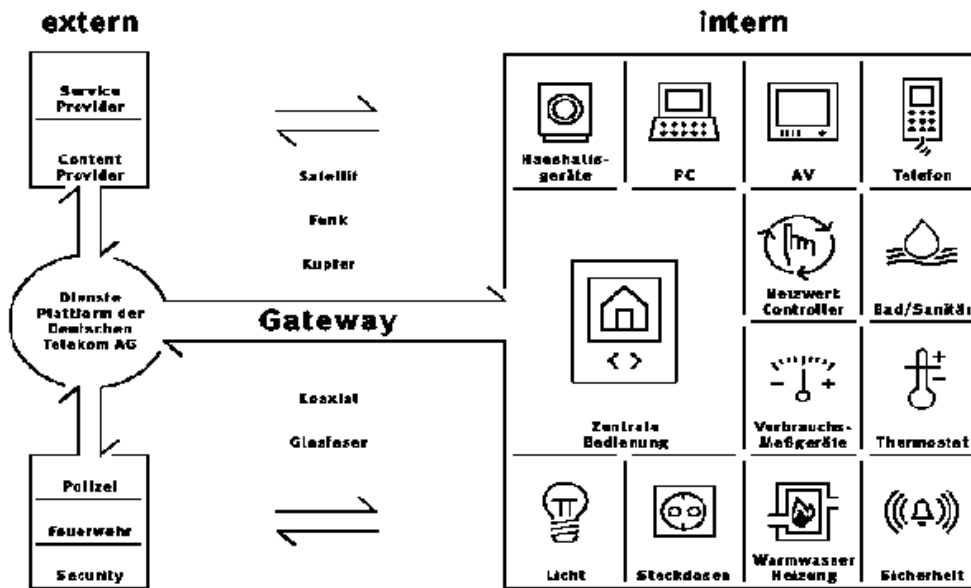 extern
intern
Service
Provider
Content
Provider
Satellit
Funk
Kupfer
Dienste
Plattform der
Deutschen
Telekom AG
Gateway
Koaxial
Glasfaser
Polizei
Feuerwehr
Security
Haushalts-
geräte
PC
AV
Telefon
Netzwerk
Controller
Bad/Sanitär
Zentrale
Bedienung
Verbrauchs-
Meßgeräte
Thermostat
Licht
Steckdosen
Warmwasser
Heizung
Sicherheit